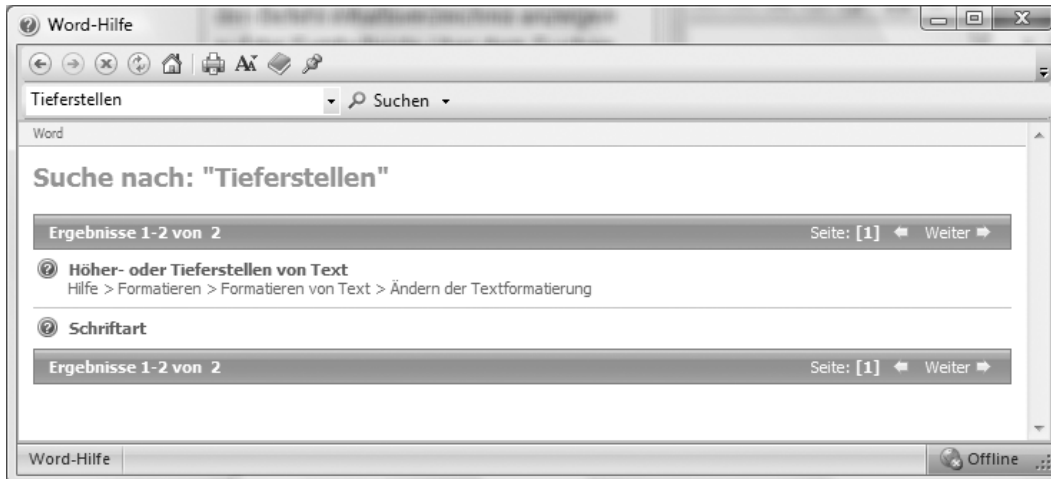 Word-Hilfe
Tieferstellen Suchen
Word
Suche nach: "Tieferstellen"
Ergebnisse 1-2 von 2 Seite: [1] Weiter
Höher- oder Tieferstellen von Text
Hilfe > Formatieren > Formatieren von Text > Ändern der Textformatierung
Schriftart
Ergebnisse 1-2 von 2 Seite: [1] Weiter
Word-Hilfe Offline